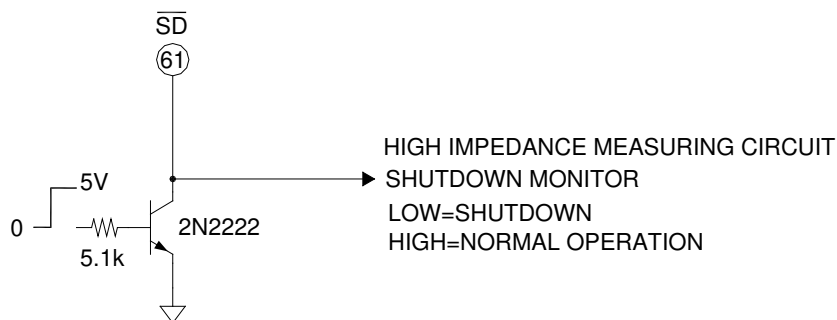 SD
61
HIGH IMPEDANCE MEASURING CIRCUIT
5V
SHUTDOWN MONITOR
LOW=SHUTDOWN
0
2N2222
HIGH=NORMAL OPERATION
5.1k